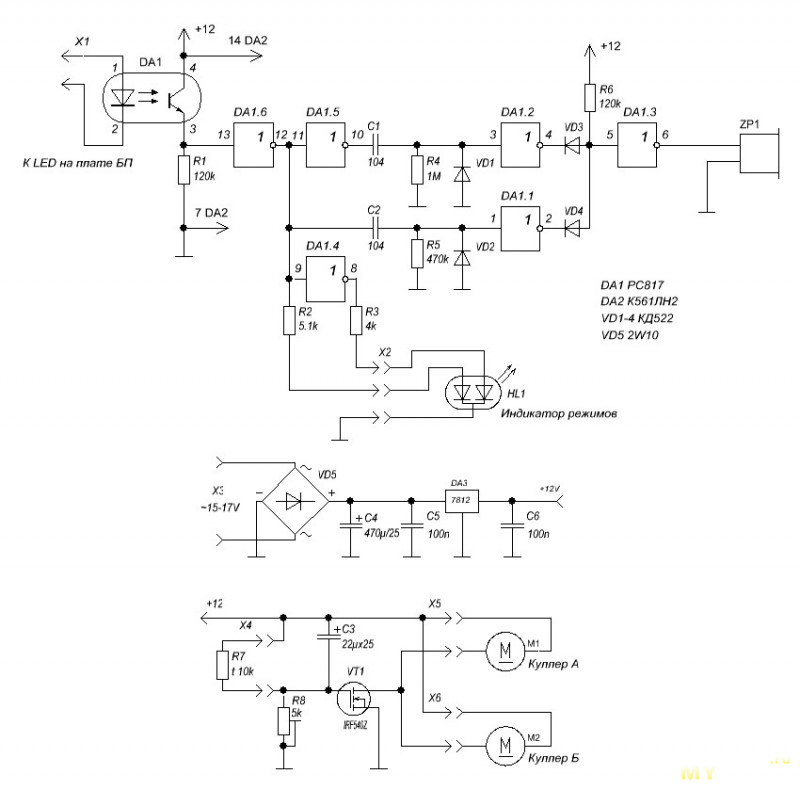 +12
X1
14 DA2
DA1
1
4
2
3
К LED на плате БП
R1
120k
7 DA2
DA1.6
13
1
12
DA1.5
11
1
10
C1
104
R4
1M
VD1
DA1.2
3
1
4
VD3
+12
R6
120k
DA1.3
5
1
6
ZP1
C2
104
R5
470k
VD2
DA1.1
1
1
2
VD4
DA1.4
9
1
8
R2
5.1k
R3
4k
X2
HL1
Индикатор режимов
DA1 PC817
DA2 К561ЛН2
VD1-4 КД522
VD5 2W10
X3
~15-17V
VD5
~
−
+
~
C4
+
470µ/25
C5
100n
DA3
7812
C6
100n
+12V
+12
X4
R7
t 10k
C3
+
22µx25
VT1
IRF540Z
R8
5k
X5
M
M1
Куллер А
X6
M
M2
Куллер Б
MY
.ru